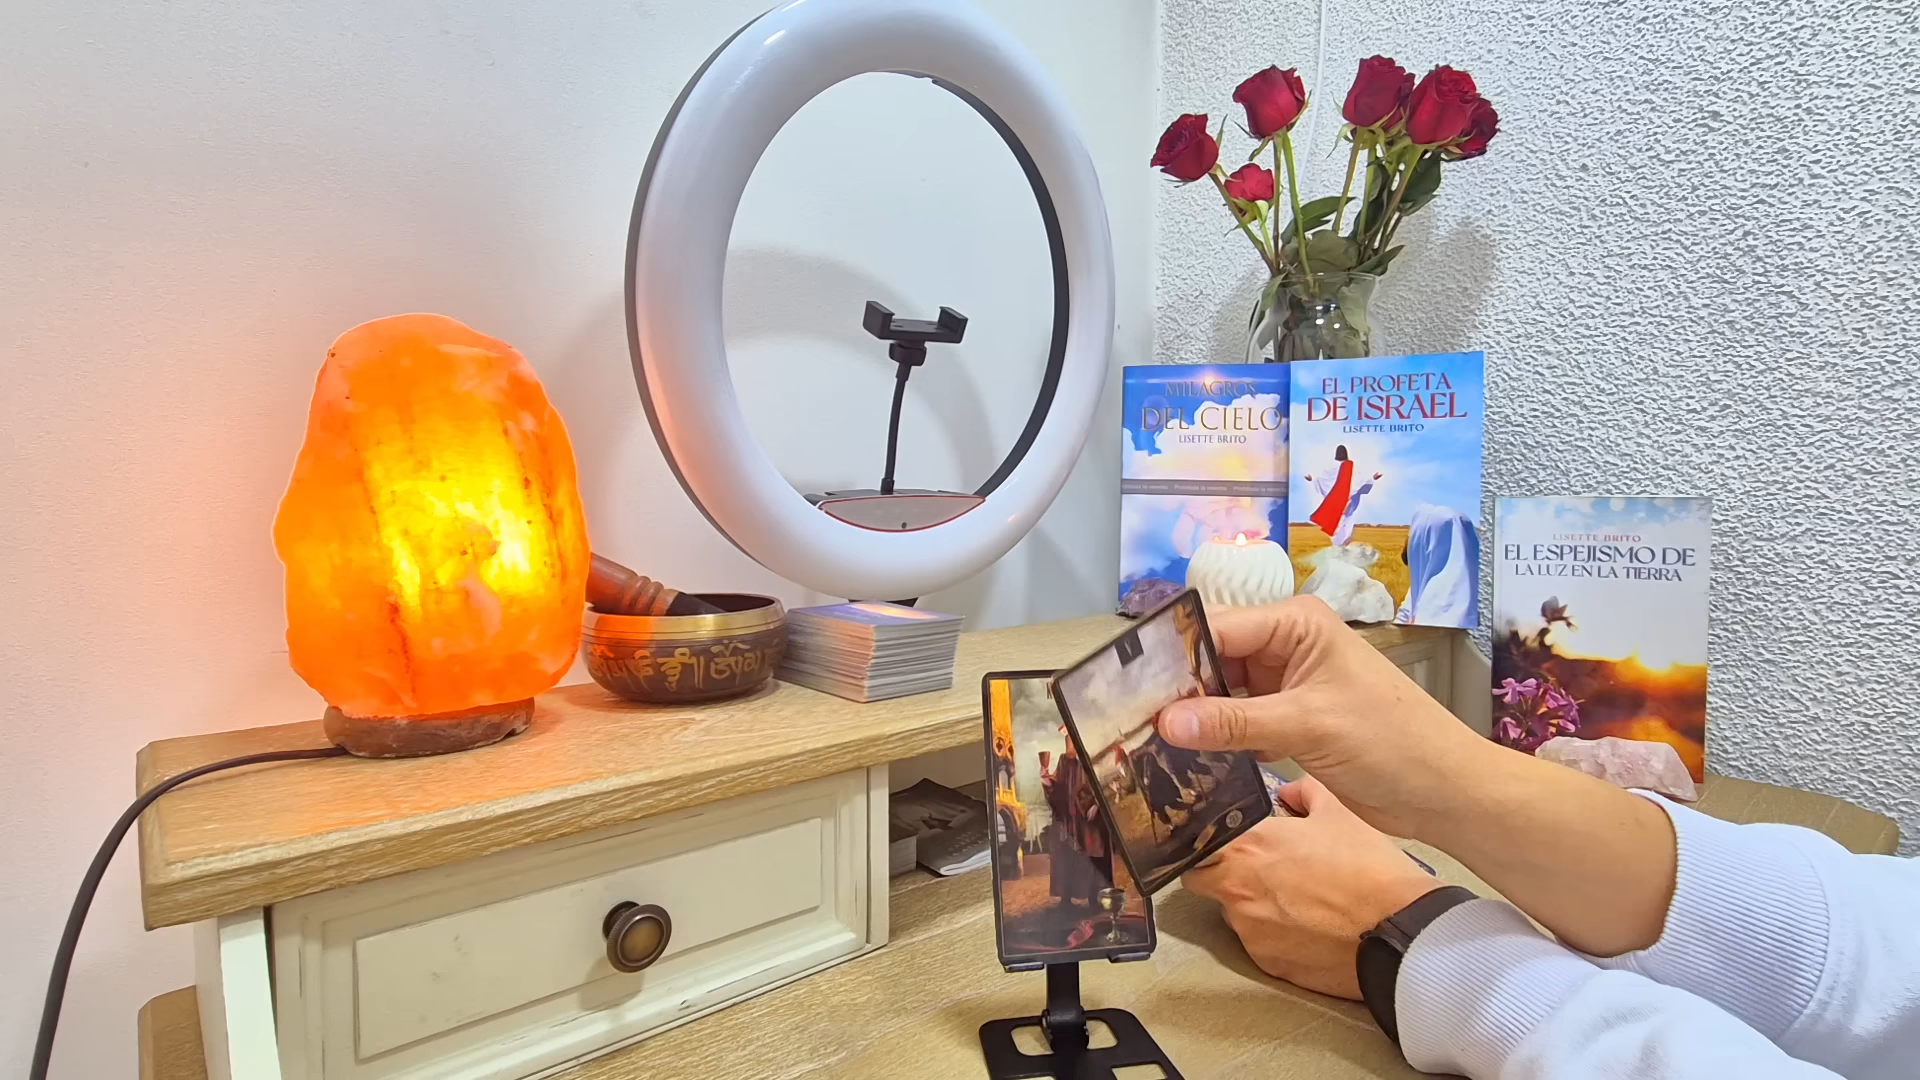 MILAGROS
DEL CIELO
LISETTE BRITO
EL PROFETA
DE ISRAEL
LISETTE BRITO
LISETTE BRITO
EL ESPEJISMO DE
LA LUZ EN LA TIERRA